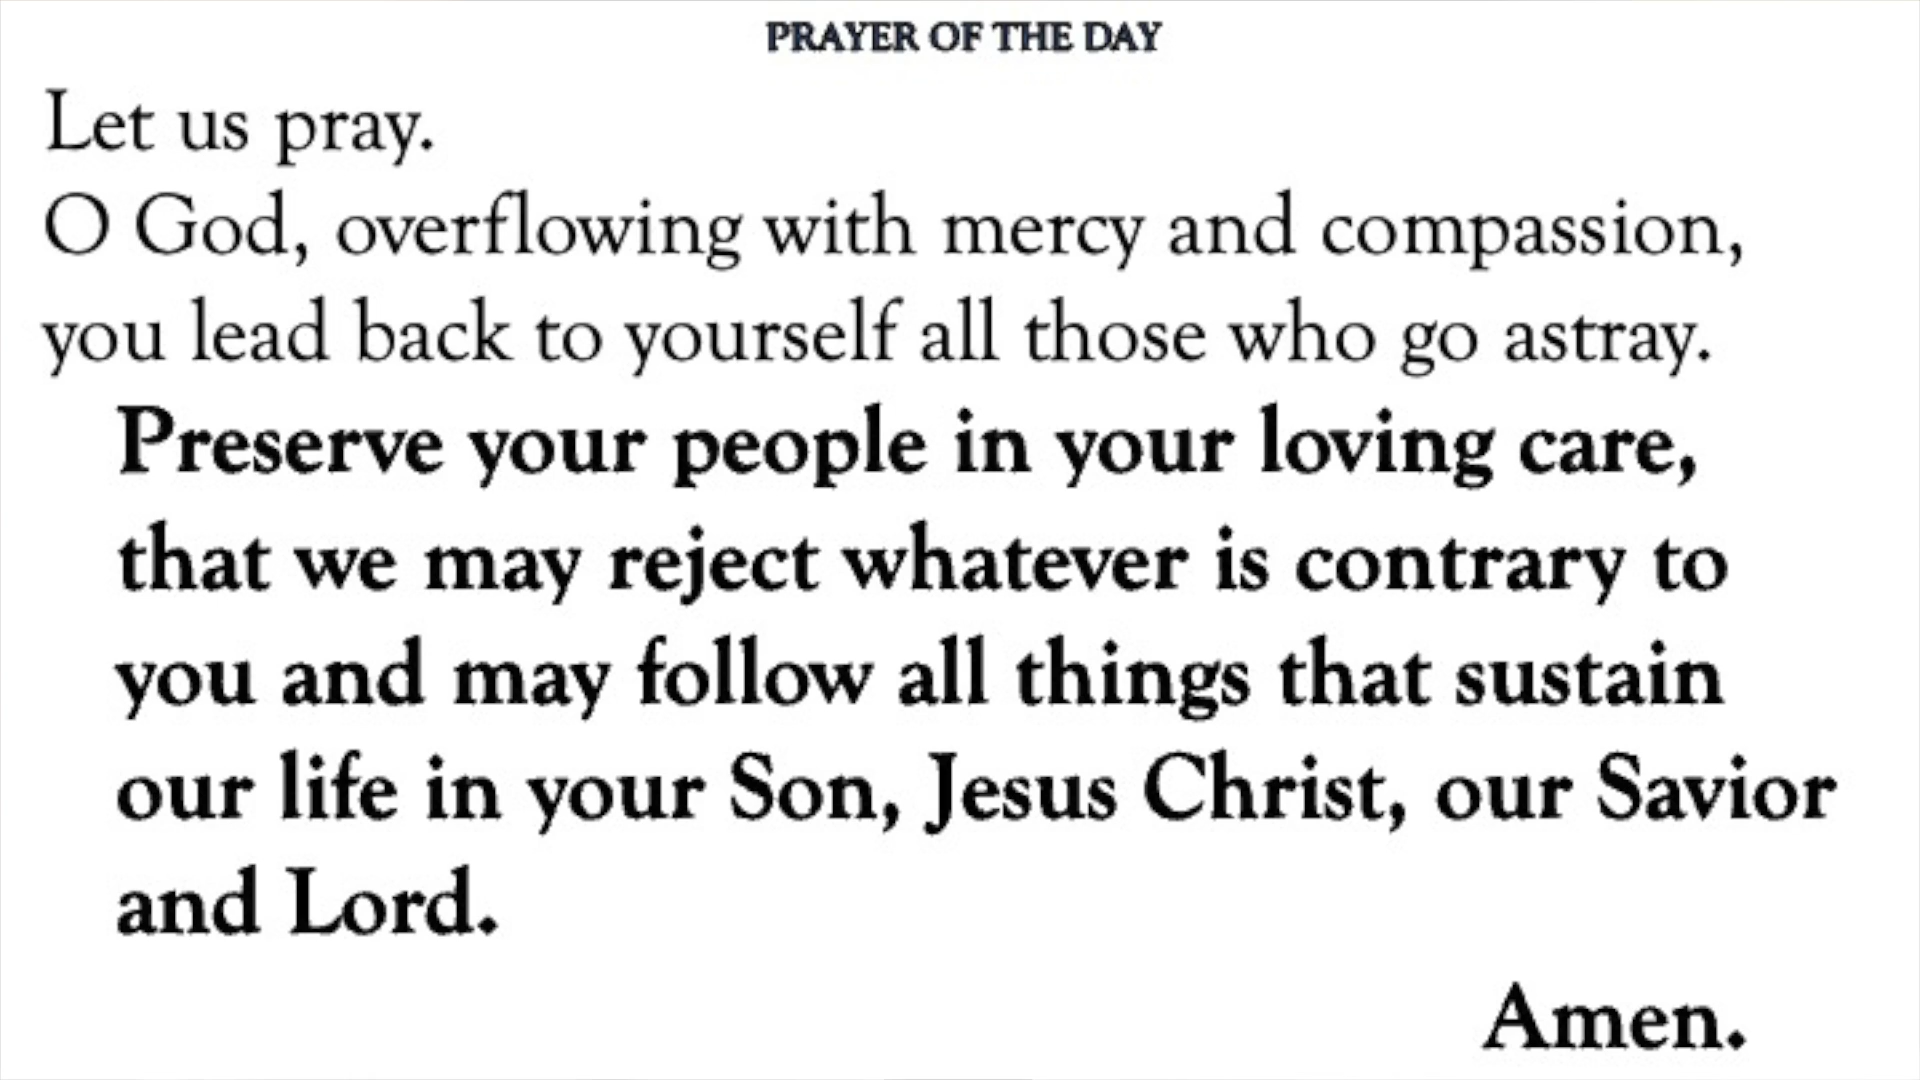 PRAYER OF THE DAY
Let us pray.
O God, overflowing with mercy and compassion,
you lead back to yourself all those who go astray.
Preserve your people in your loving care,
that we may reject whatever is contrary to
you and may follow all things that sustain
our life in your Son, Jesus Christ, our Savior
and Lord.
Amen.